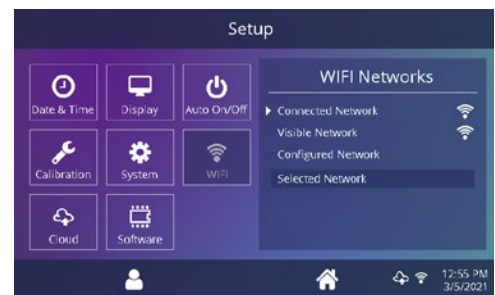 Setup
Date & Time
Display
Auto On/Off
Calibration
System
WIFI
Cloud
Software
WIFI Networks
Connected Network
Visible Network
Configured Network
Selected Network
12:55 PM
3/5/2021